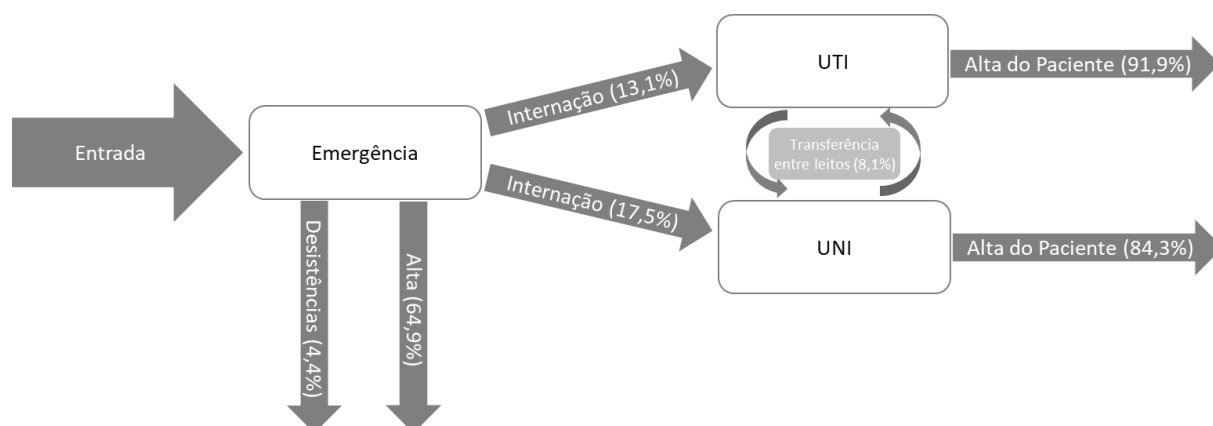 Entrada
Emergência
Desistências (4,4%)
Alta (64,9%)
Internação (13,1%)
Internação (17,5%)
UTI
Alta do Paciente (91,9%)
Transferência
entre leitos (8,1%)
UNI
Alta do Paciente (84,3%)